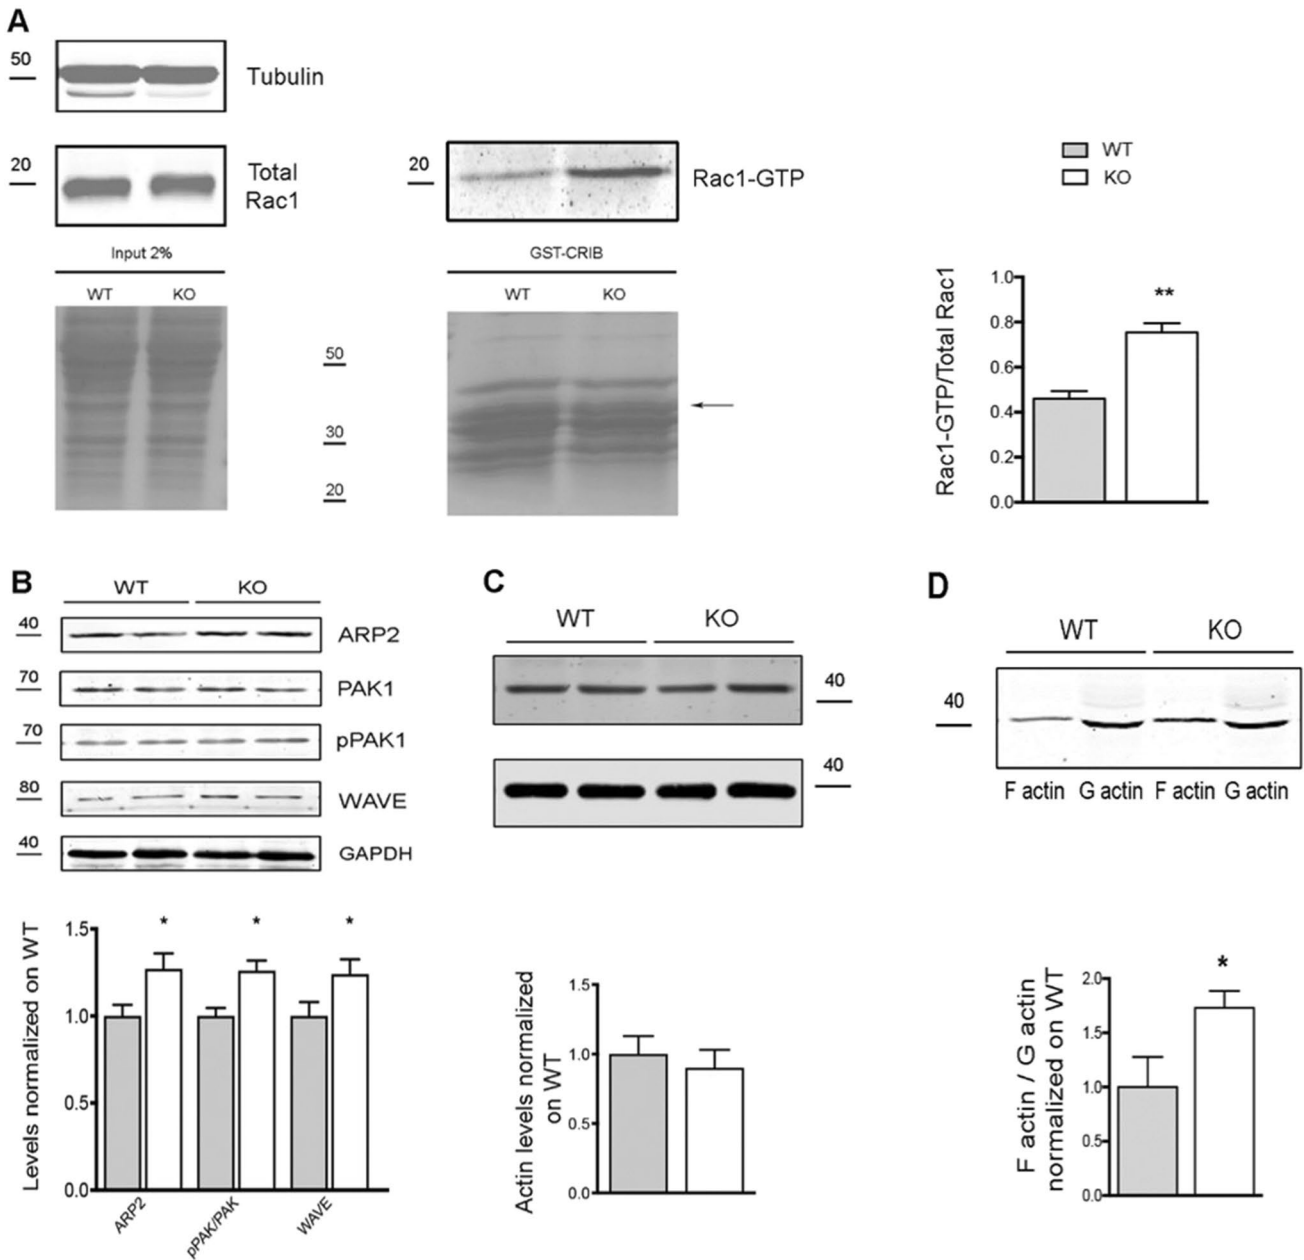 A
50
Tubulin
20
Total
Rac1
20
Rac1-GTP
WT
KO
Input 2%
GST-CRIB
WT KO
WT KO
50
30
20
Rac1-GTP/Total Rac1
1.0
0.8
0.6
0.4
0.2
0.0
**
B
WT KO
40
ARP2
70
PAK1
70
pPAK1
80
WAVE
40
GAPDH
Levels normalized on WT
1.5
1.0
0.5
0.0
* * *
ARP2
pPAK/PAK
WAVE
C
WT KO
40
40
Actin levels normalized
on WT
1.5
1.0
0.5
0.0
D
WT KO
40
F actin G actin F actin G actin
F actin / G actin
normalized on WT
2.0
1.5
1.0
0.5
0.0
*